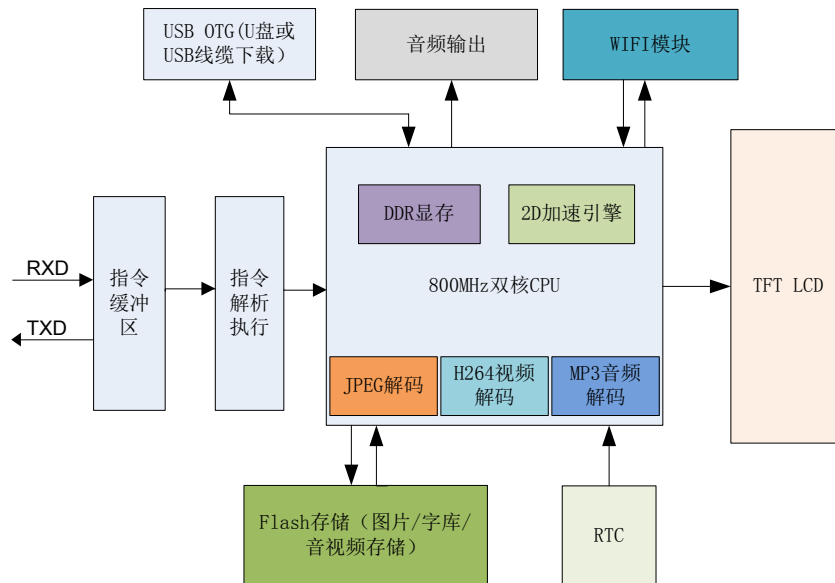 USB OTG(U盘或
USB线缆下载）
音频输出
WIFI模块
DDR显存
2D加速引擎
RXD
TXD
指令
缓冲
区
指令
解析
执行
800MHz双核CPU
TFT LCD
JPEG解码
H264视频
解码
MP3音频
解码
Flash存储（图片/字库/
音视频存储）
RTC